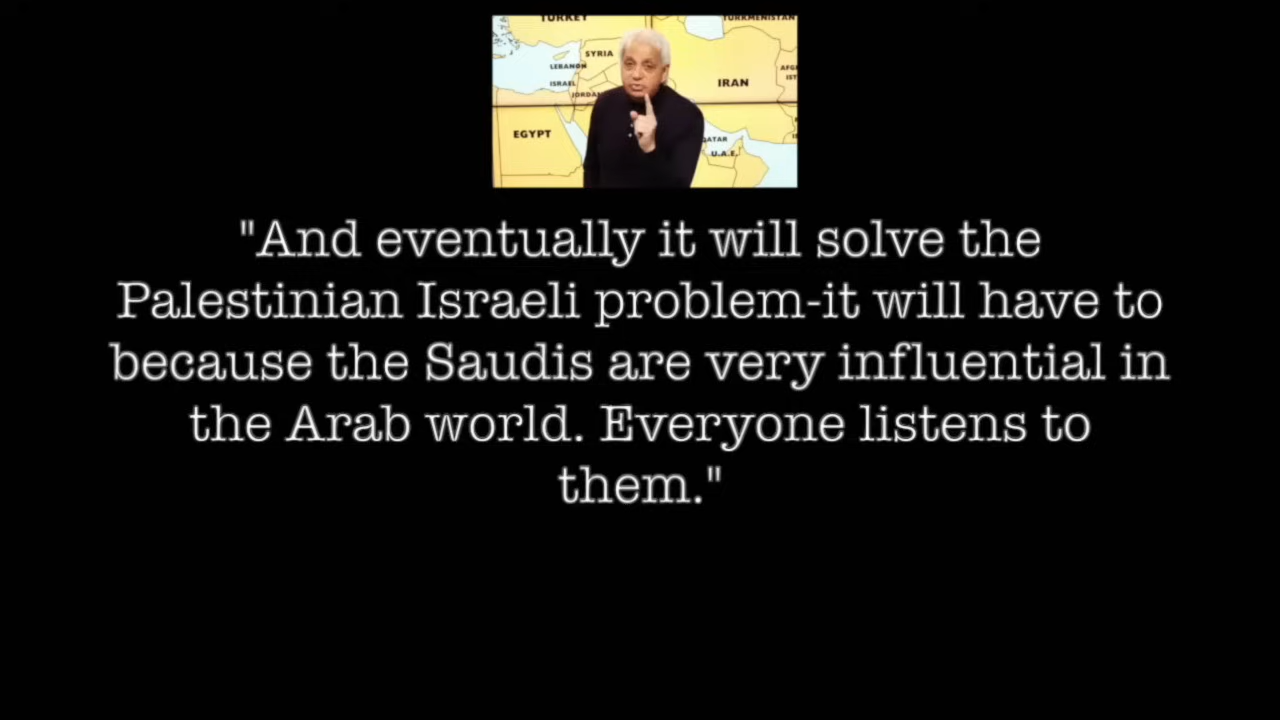 TURKEY
TURKMENISTAN
SYRIA
LEBANON
ISRAEL
IRAN
JORDAN
EGYPT
QATAR
U.A.E.
"And eventually it will solve the
Palestinian Israeli problem-it will have to
because the Saudis are very influential in
the Arab world. Everyone listens to
them."